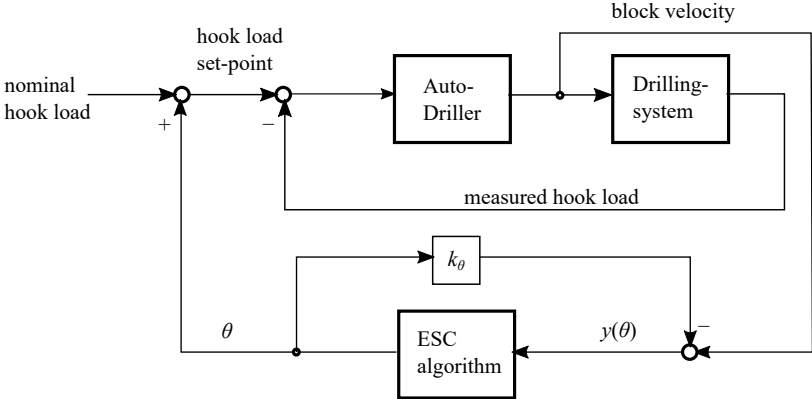 block velocity
hook load
set-point
nominal
hook load
Auto-
Driller
Drilling-
system
+
−
measured hook load
kθ
−
θ
ESC
algorithm
y(θ)